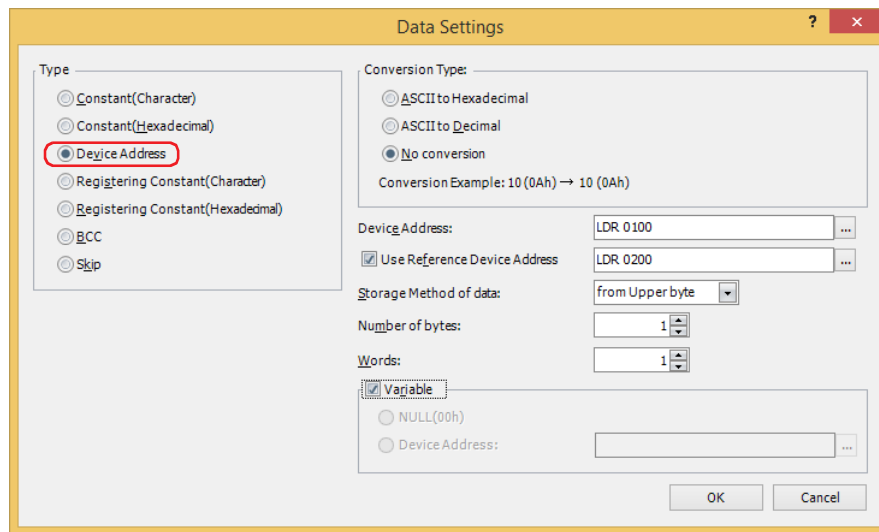 Data Settings
?
×
Type
Constant(Character)
Constant(Hexadecimal)
Device Address
Registering Constant(Character)
Registering Constant(Hexadecimal)
BCC
Skip
Conversion Type:
ASCII to Hexadecimal
ASCII to Decimal
No conversion
Conversion Example: 10 (0Ah) → 10 (0Ah)
Device Address:
LDR 0100
...
Use Reference Device Address
LDR 0200
...
Storage Method of data:
from Upper byte
Number of bytes:
1
Words:
1
Variable
NULL(00h)
Device Address:
...
OK
Cancel